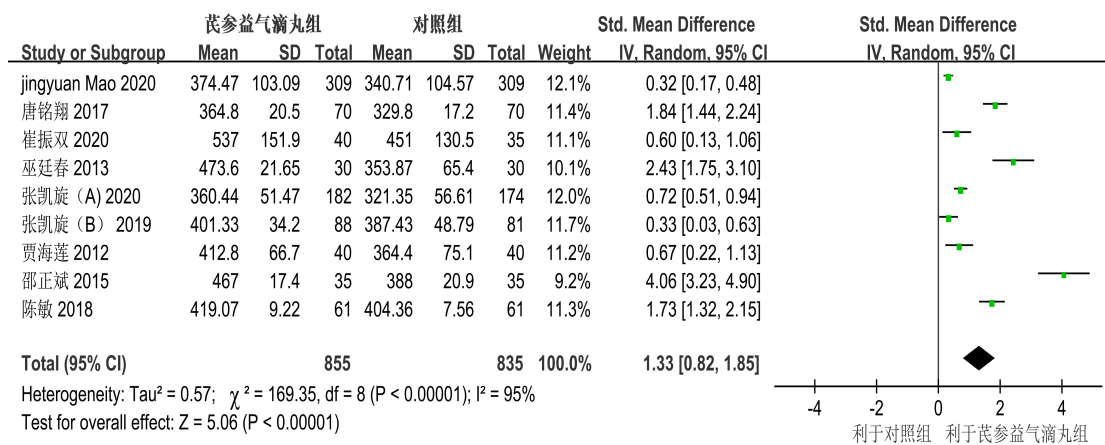 芪参益气滴丸组 对照组 Std. Mean Difference Std. Mean Difference
Study or Subgroup Mean SD Total Mean SD Total Weight IV, Random, 95% CI IV, Random, 95% CI
jingyuan Mao 2020 374.47 103.09 309 340.71 104.57 309 12.1% 0.32 [0.17, 0.48]
唐铭翔 2017 364.8 20.5 70 329.8 17.2 70 11.4% 1.84 [1.44, 2.24]
崔振双 2020 537 151.9 40 451 130.5 35 11.1% 0.60 [0.13, 1.06]
巫廷春 2013 473.6 21.65 30 353.87 65.4 30 10.1% 2.43 [1.75, 3.10]
张凯旋（A) 2020 360.44 51.47 182 321.35 56.61 174 12.0% 0.72 [0.51, 0.94]
张凯旋（B） 2019 401.33 34.2 88 387.43 48.79 81 11.7% 0.33 [0.03, 0.63]
贾海莲 2012 412.8 66.7 40 364.4 75.1 40 11.2% 0.67 [0.22, 1.13]
邵正斌 2015 467 17.4 35 388 20.9 35 9.2% 4.06 [3.23, 4.90]
陈敏 2018 419.07 9.22 61 404.36 7.56 61 11.3% 1.73 [1.32, 2.15]
Total (95% CI) 855 835 100.0% 1.33 [0.82, 1.85]
Heterogeneity: Tau² = 0.57; χ² = 169.35, df = 8 (P < 0.00001); I² = 95%
Test for overall effect: Z = 5.06 (P < 0.00001)
-4 -2 0 2 4
利于对照组 利于芪参益气滴丸组